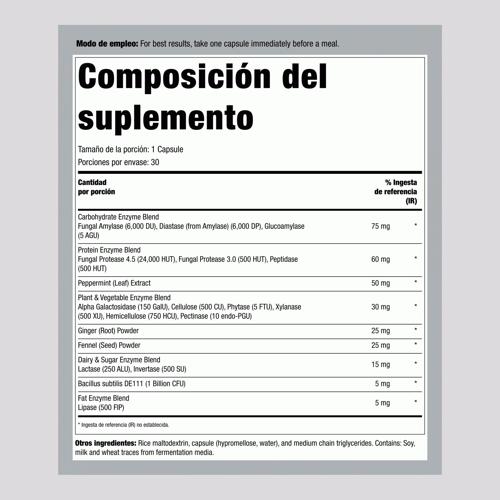 Modo de empleo: For best results, take one capsule immediately before a meal.
Composición del
suplemento
Tamaño de la porción: 1 Capsule
Porciones por envase: 30
Cantidad
por porción
% Ingesta
de referencia
(IR)
Carbohydrate Enzyme Blend
Fungal Amylase (6,000 DU), Diastase (from Amylase) (6,000 DP), Glucoamylase 75 mg *
(5 AGU)
Protein Enzyme Blend
Fungal Protease 4.5 (24,000 HUT), Fungal Protease 3.0 (500 HUT), Peptidase 60 mg *
(500 HUT)
Peppermint (Leaf) Extract 50 mg *
Plant & Vegetable Enzyme Blend
Alpha Galactosidase (150 GalU), Cellulose (500 CU), Phytase (5 FTU), Xylanase 30 mg *
(500 XU), Hemicellulose (750 HCU), Pectinase (10 endo-PGU)
Ginger (Root) Powder 25 mg *
Fennel (Seed) Powder 25 mg *
Dairy & Sugar Enzyme Blend
Lactase (250 ALU), Invertase (500 SU) 15 mg *
Bacillus subtilis DE111 (1 Billion CFU) 5 mg *
Fat Enzyme Blend
Lipase (500 FIP) 5 mg *
* Ingesta de referencia (IR) no establecida.
Otros ingredientes: Rice maltodextrin, capsule (hypromellose, water), and medium chain triglycerides. Contains: Soy,
milk and wheat traces from fermentation media.